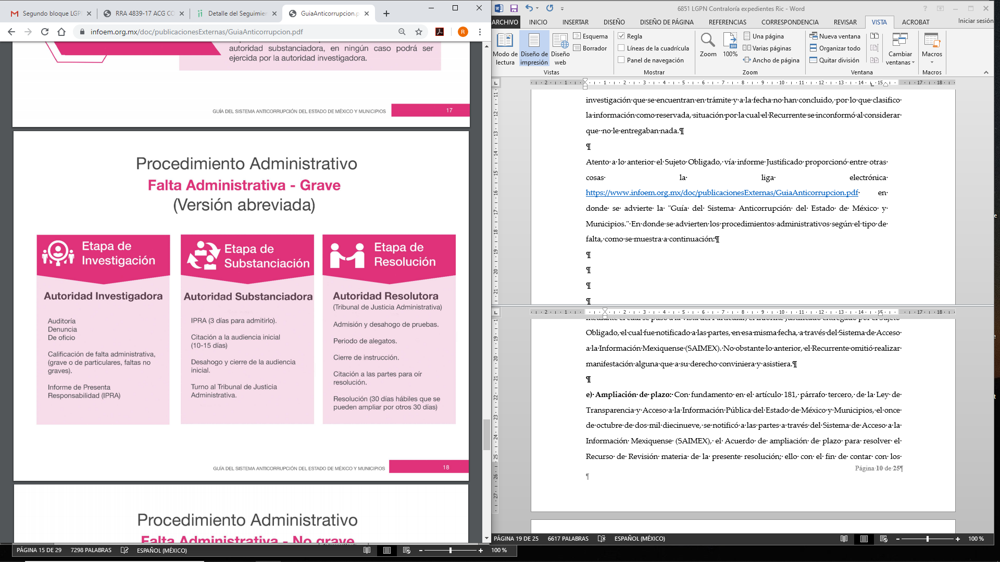 Segundo bloque LGP
RRA 4839-17 ACG CO
Detalle del Seguimien
GuiaAnticorrupcion.p
infoem.org.mx/doc/publicacionesExternas/GuiaAnticorrupcion.pdf
R
autoridad substanciadora, en ningún caso podrá ser
ejercida por la autoridad investigadora.
GUÍA DEL SISTEMA ANTICORRUPCIÓN DEL ESTADO DE MÉXICO Y MUNICIPIOS
17
Procedimiento Administrativo
Falta Administrativa - Grave
(Versión abreviada)
Etapa de
Investigación
Autoridad Investigadora
Auditoría
Denuncia
De oficio
Calificación de falta administrativa,
(grave o de particulares, faltas no
graves).
Informe de Presenta
Responsabilidad (IPRA)
Etapa de
Substanciación
Autoridad Substanciadora
IPRA (3 días para admitirlo).
Citación a la audiencia inicial
(10-15 días)
Desahogo y cierre de la audiencia
inicial.
Turno al Tribunal de Justicia
Administrativa.
Etapa de
Resolución
Autoridad Resolutora
(Tribunal de Justicia Administrativa)
Admisión y desahogo de pruebas.
Periodo de alegatos.
Cierre de instrucción.
Citación a las partes para oír
resolución.
Resolución (30 días hábiles que se
pueden ampliar por otros 30 días)
GUÍA DEL SISTEMA ANTICORRUPCIÓN DEL ESTADO DE MÉXICO Y MUNICIPIOS
18
Procedimiento Administrativo
Falta Administrativa - No grave
PÁGINA 15 DE 29 7298 PALABRAS ESPAÑOL (MÉXICO) 100 %
6851 LGPN Contraloría expedientes Ric - Word
ARCHIVO INICIO INSERTAR DISEÑO DISEÑO DE PÁGINA REFERENCIAS CORRESPONDENCIA REVISAR VISTA ACROBAT Iniciar sesión
Modo de lectura
Diseño de impresión
Diseño web
Esquema
Borrador
Vistas
Regla
Líneas de la cuadrícula
Panel de navegación
Mostrar
Zoom
100%
Una página
Varias páginas
Ancho de página
Zoom
Nueva ventana
Organizar todo
Quitar división
Cambiar ventanas
Ventana
Macros
Macros
investigación que se encuentran en trámite y a la fecha no han concluido, por lo que clasifico
la información como reservada, situación por la cual el Recurrente se inconformó al considerar
que no le entregaban nada.¶
¶
Atento a lo anterior el Sujeto Obligado, vía informe Justificado proporcionó entre otras
cosas la liga electrónica
https://www.infoem.org.mx/doc/publicacionesExternas/GuiaAnticorrupcion.pdf en
donde se advierte la "Guía del Sistema Anticorrupción del Estado de México y
Municipios." En donde se advierten los procedimientos administrativos según el tipo de
falta, como se muestra a continuación:¶
¶
¶
¶
¶
mediante el cual se puso a la vista del Particular, el Informe Justificado entregado por el Sujeto
Obligado, el cual fue notificado a las partes, en esa misma fecha, a través del Sistema de Acceso
a la Información Mexiquense (SAIMEX). No obstante lo anterior, el Recurrente omitió realizar
manifestación alguna que a su derecho conviniera y asistiera.¶
¶
e) Ampliación de plazo: Con fundamento en el artículo 181, párrafo tercero, de la Ley de
Transparencia y Acceso a la Información Pública del Estado de México y Municipios, el once
de octubre de dos mil diecinueve, se notificó a las partes a través del Sistema de Acceso a la
Información Mexiquense (SAIMEX), el Acuerdo de ampliación de plazo para resolver el
Recurso de Revisión materia de la presente resolución; ello con el fin de contar con los
Página 10 de 25¶
¶
PÁGINA 19 DE 25 6617 PALABRAS ESPAÑOL (MÉXICO) 100 %